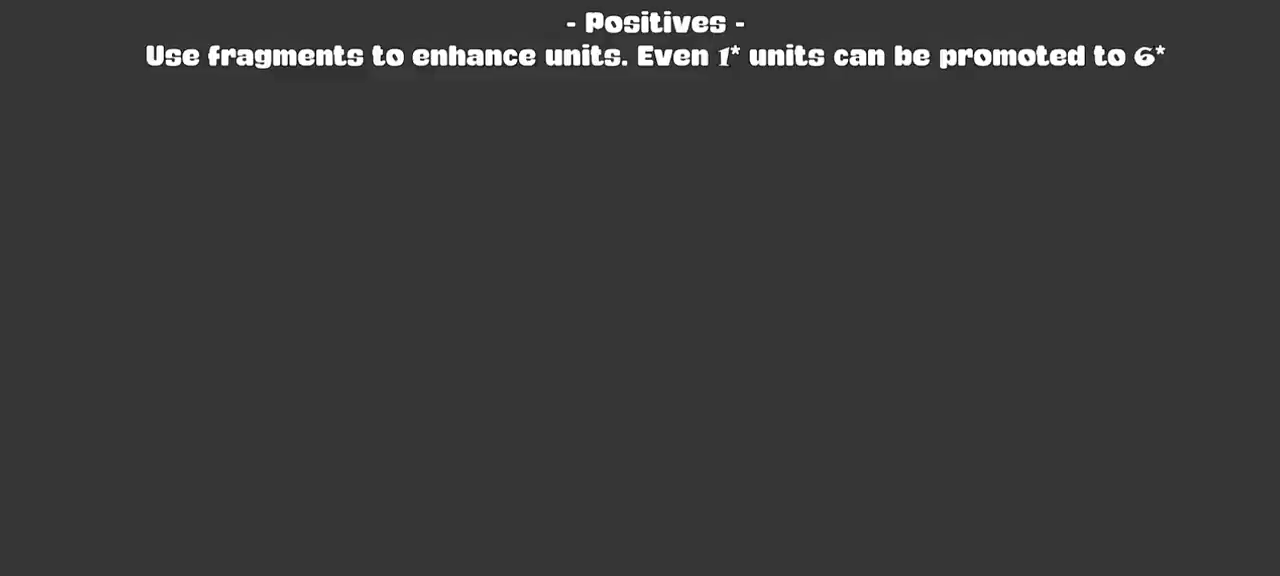 - Positives -
Use fragments to enhance units. Even 1* units can be promoted to 6*